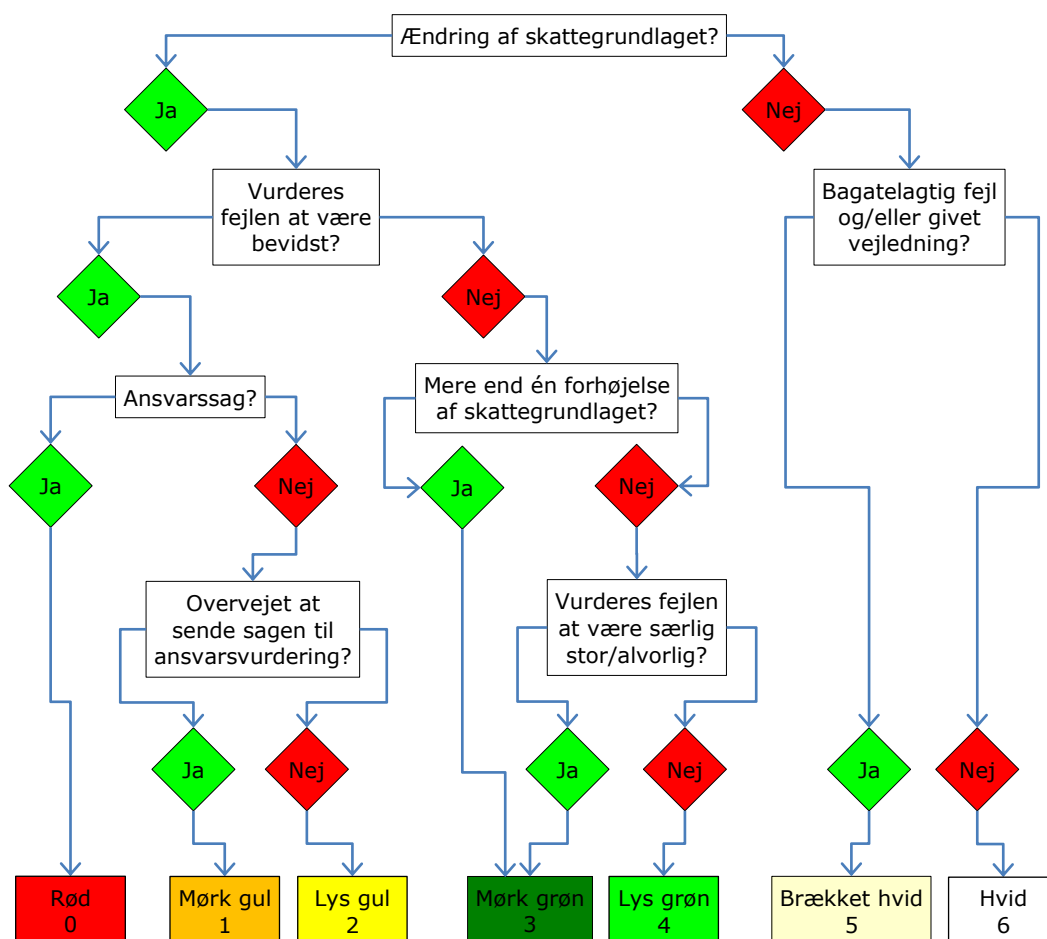 Ændring af skattegrundlaget?
Ja
Nej
Vurderes
fejlen at være
bevidst?
Bagatelagtig fejl
og/eller givet
vejledning?
Ja
Nej
Ansvarssag?
Mere end én forhøjelse
af skattegrundlaget?
Ja
Nej
Ja
Nej
Overvejet at
sende sagen til
ansvarsvurdering?
Vurderes fejlen
at være særlig
stor/alvorlig?
Ja
Nej
Ja
Nej
Ja
Nej
Rød
0
Mørk gul
1
Lys gul
2
Mørk grøn
3
Lys grøn
4
Brækket hvid
5
Hvid
6